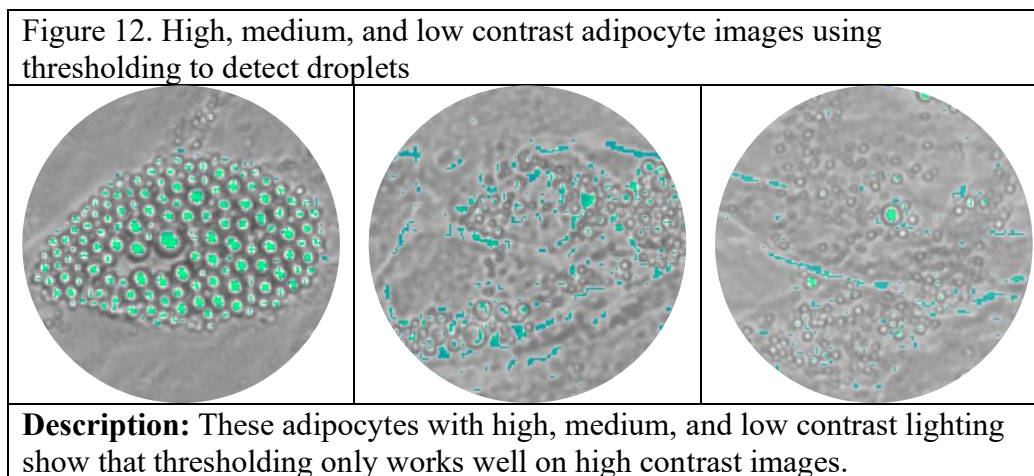 Figure 12. High, medium, and low contrast adipocyte images using
thresholding to detect droplets
Description: These adipocytes with high, medium, and low contrast lighting
show that thresholding only works well on high contrast images.